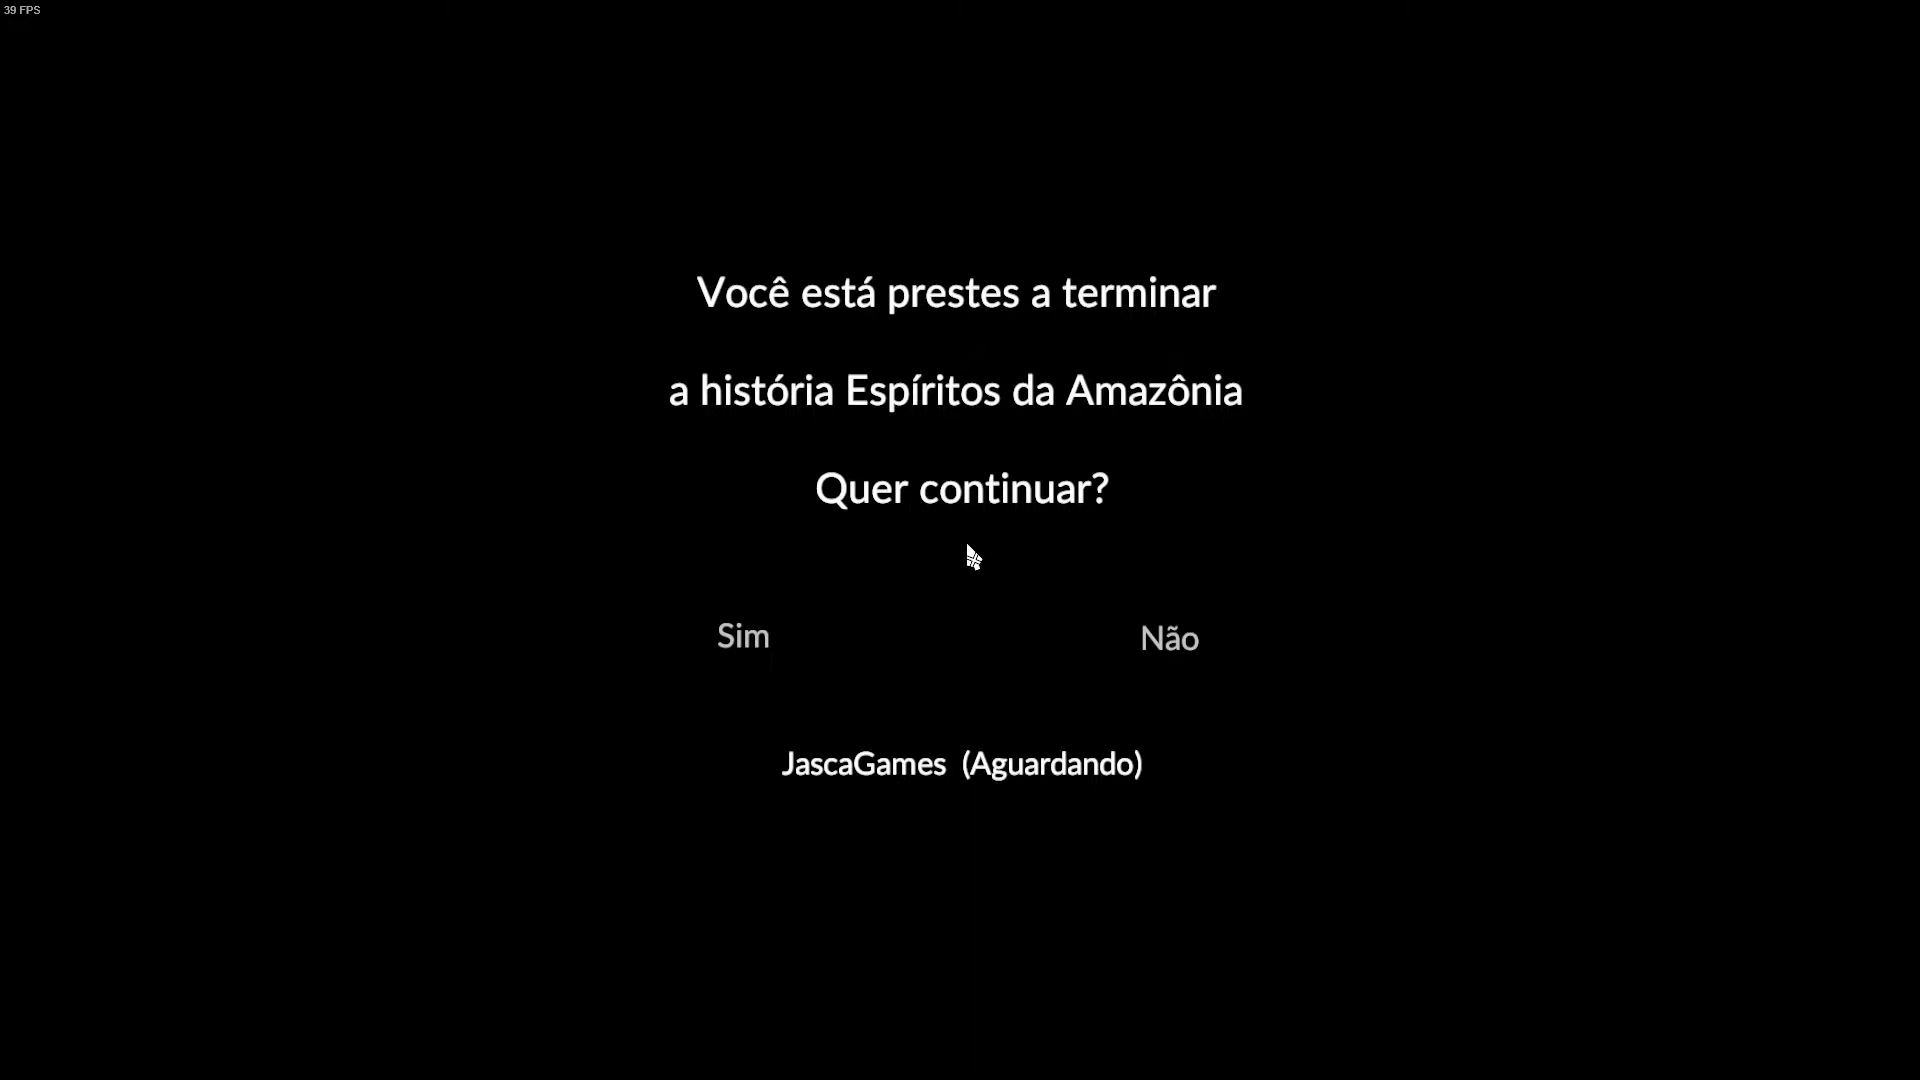 39 FPS
Você está prestes a terminar
a história Espíritos da Amazônia
Quer continuar?
Sim Não
JascaGames (Aguardando)